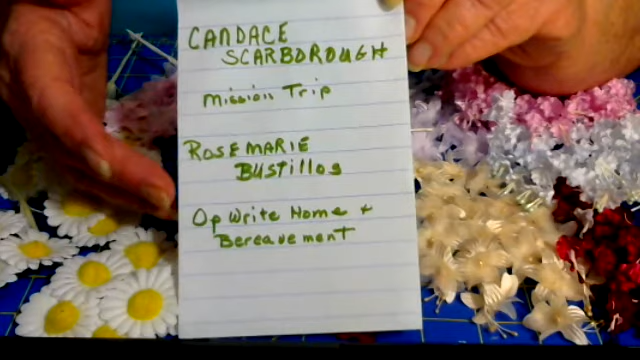 CANDACE
SCARBOROUGH
Mission Trip
ROSEMARIE
BUSTillos
Op Write Home +
Bereavement